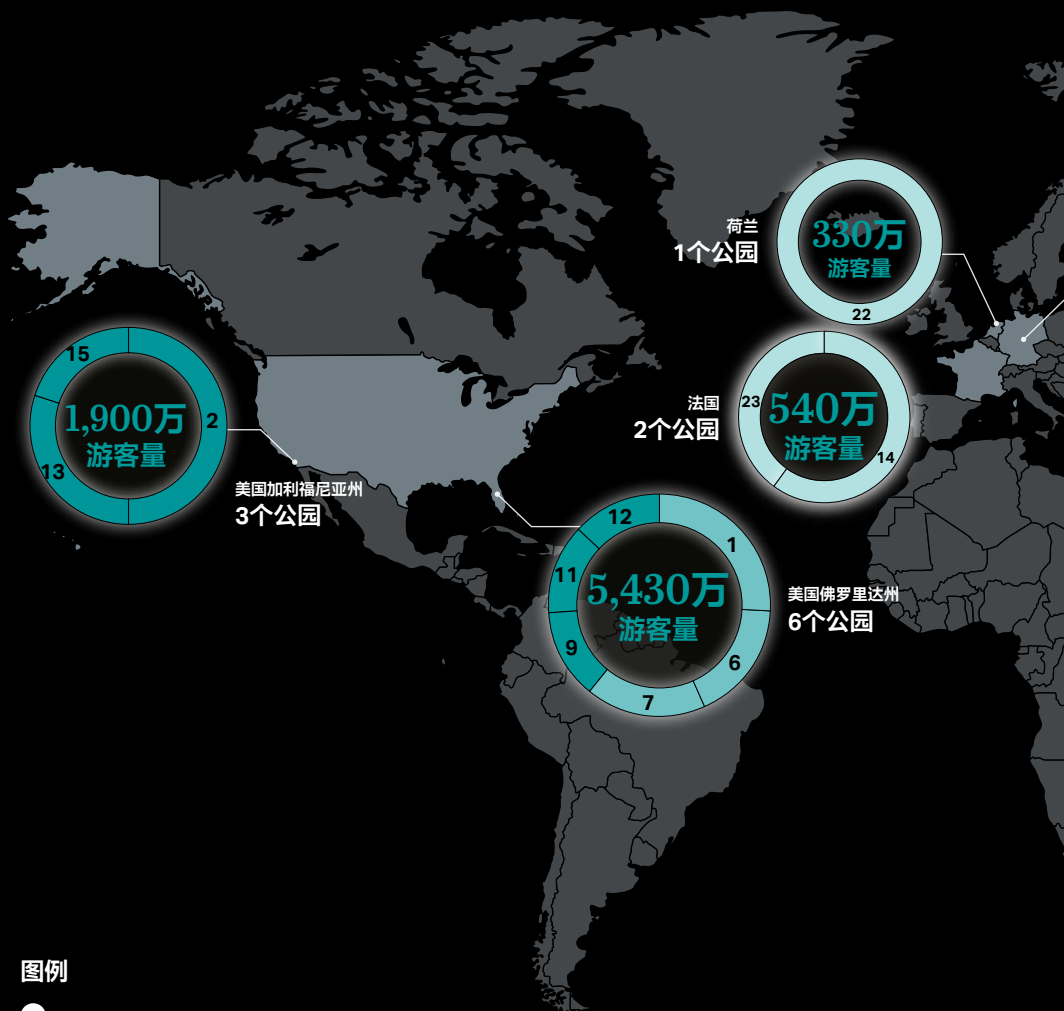 荷兰
1个公园
330万
游客量
22
15
2
13
1,900万
游客量
美国加利福尼亚州
3个公园
法国
2个公园
23
540万
游客量
14
12
1
11
5,430万
游客量
9
6
7
美国佛罗里达州
6个公园
图例